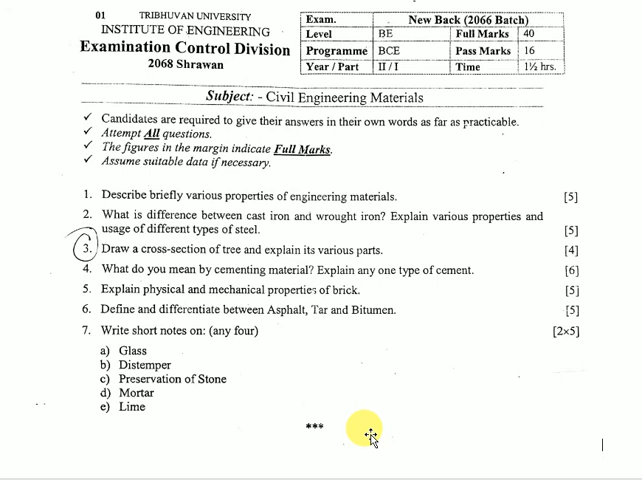 01 TRIBHUVAN UNIVERSITY
INSTITUTE OF ENGINEERING
Examination Control Division
2068 Shrawan
Exam. New Back (2066 Batch)
Level BE Full Marks 40
Programme BCE Pass Marks 16
Year / Part II / I Time 1½ hrs.
Subject: - Civil Engineering Materials
✓ Candidates are required to give their answers in their own words as far as practicable.
✓ Attempt All questions.
✓ The figures in the margin indicate Full Marks.
✓ Assume suitable data if necessary.
1. Describe briefly various properties of engineering materials. [5]
2. What is difference between cast iron and wrought iron? Explain various properties and
usage of different types of steel. [5]
3. Draw a cross-section of tree and explain its various parts. [4]
4. What do you mean by cementing material? Explain any one type of cement. [6]
5. Explain physical and mechanical properties of brick. [5]
6. Define and differentiate between Asphalt, Tar and Bitumen. [5]
7. Write short notes on: (any four) [2×5]
a) Glass
b) Distemper
c) Preservation of Stone
d) Mortar
e) Lime
***